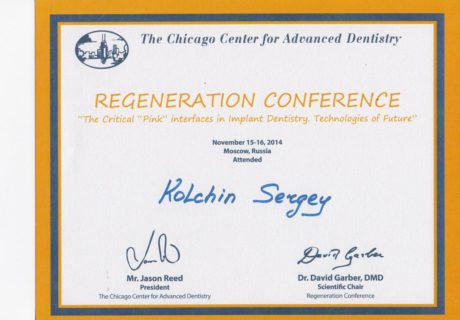 The Chicago Center for Advanced Dentistry
REGENERATION CONFERENCE
"The Critical "Pink" interfaces in Implant Dentistry. Technologies of Future"
November 15-16, 2014
Moscow, Russia
Attended
Kolchin Sergey
David Garber
Mr. Jason Reed
President
The Chicago Center for Advanced Dentistry
Dr. David Garber, DMD
Scientific Chair
Regeneration Conference